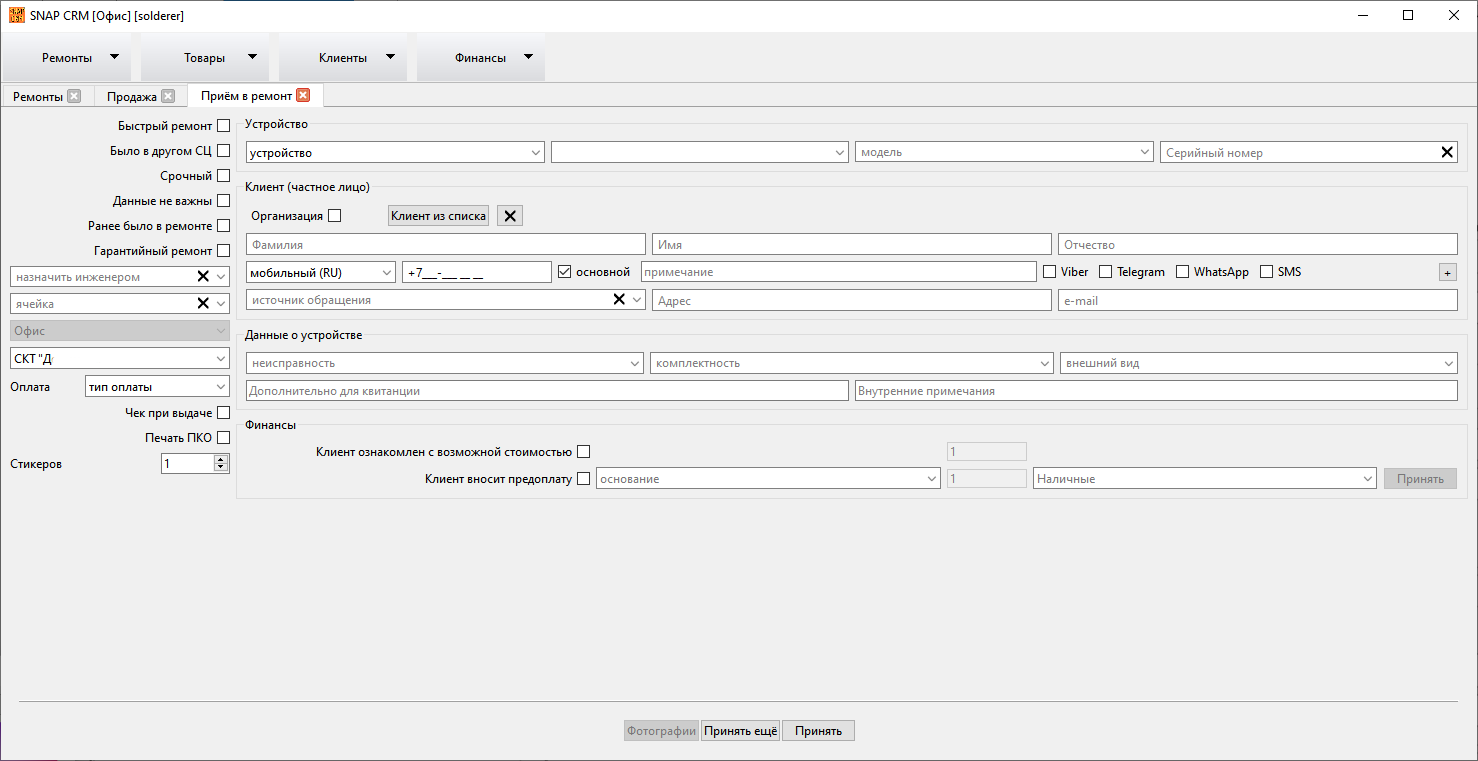 SNAP CRM [Офис] [solderer]
Ремонты Товары Клиенты Финансы
Ремонты Продажа Приём в ремонт
Быстрый ремонт
Было в другом СЦ
Срочный
Данные не важны
Ранее было в ремонте
Гарантийный ремонт
назначить инженером
ячейка
Офис
СКТ "Д
Оплата тип оплаты
Чек при выдаче
Печать ПКО
Стикеров 1
Устройство
устройство модель Серийный номер
Клиент (частное лицо)
Организация Клиент из списка
Фамилия Имя Отчество
мобильный (RU) +7___-___ __ __ основной примечание Viber Telegram WhatsApp SMS +
источник обращения Адрес e-mail
Данные о устройстве
неисправность комплектность внешний вид
Дополнительно для квитанции Внутренние примечания
Финансы
Клиент ознакомлен с возможной стоимостью 1
Клиент вносит предоплату основание 1 Наличные Принять
Фотографии Принять ещё Принять